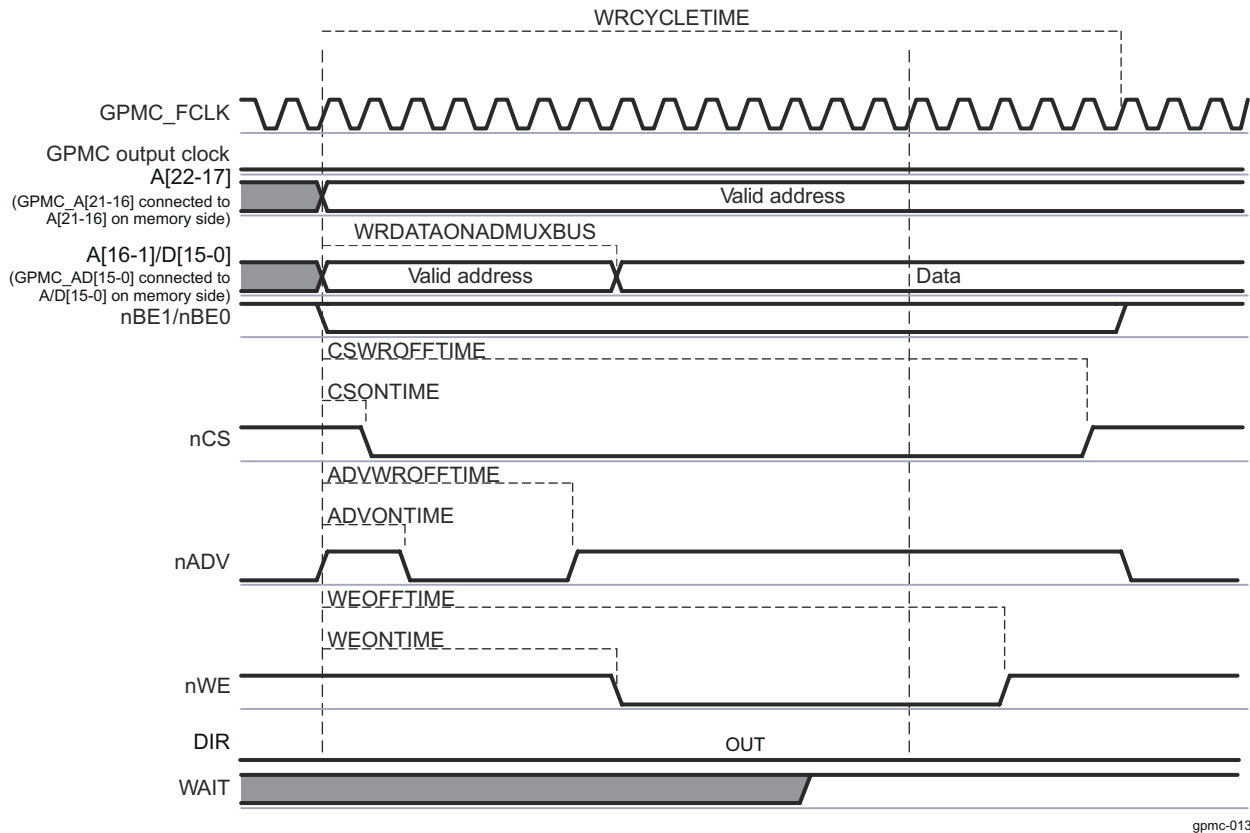 WRCYCLETIME
GPMC_FCLK
GPMC output clock
A[22-17]
(GPMC_A[21-16] connected to
A[21-16] on memory side)
Valid address
WRDATAONADMUXBUS
A[16-1]/D[15-0]
(GPMC_AD[15-0] connected to
A/D[15-0] on memory side)
Valid address
Data
nBE1/nBE0
CSWROFFTIME
CSONTIME
nCS
ADVWROFFTIME
ADVONTIME
nADV
WEOFFTIME
WEONTIME
nWE
DIR
OUT
WAIT
gpmc-013